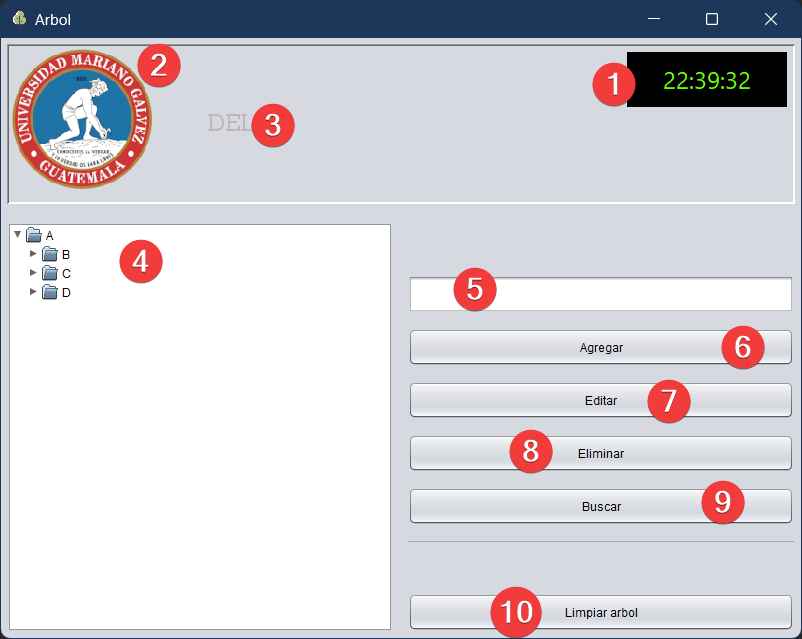 Arbol
UNIVERSIDAD MARIANO GALVEZ
1966
CONOCEREIS LA VERDAD
Y LA VERDAD OS HARA LIBRES
GUATEMALA
2
1
22:39:32
DEL
3
A
B
C
D
4
5
Agregar
6
Editar
7
8
Eliminar
Buscar
9
10
Limpiar arbol